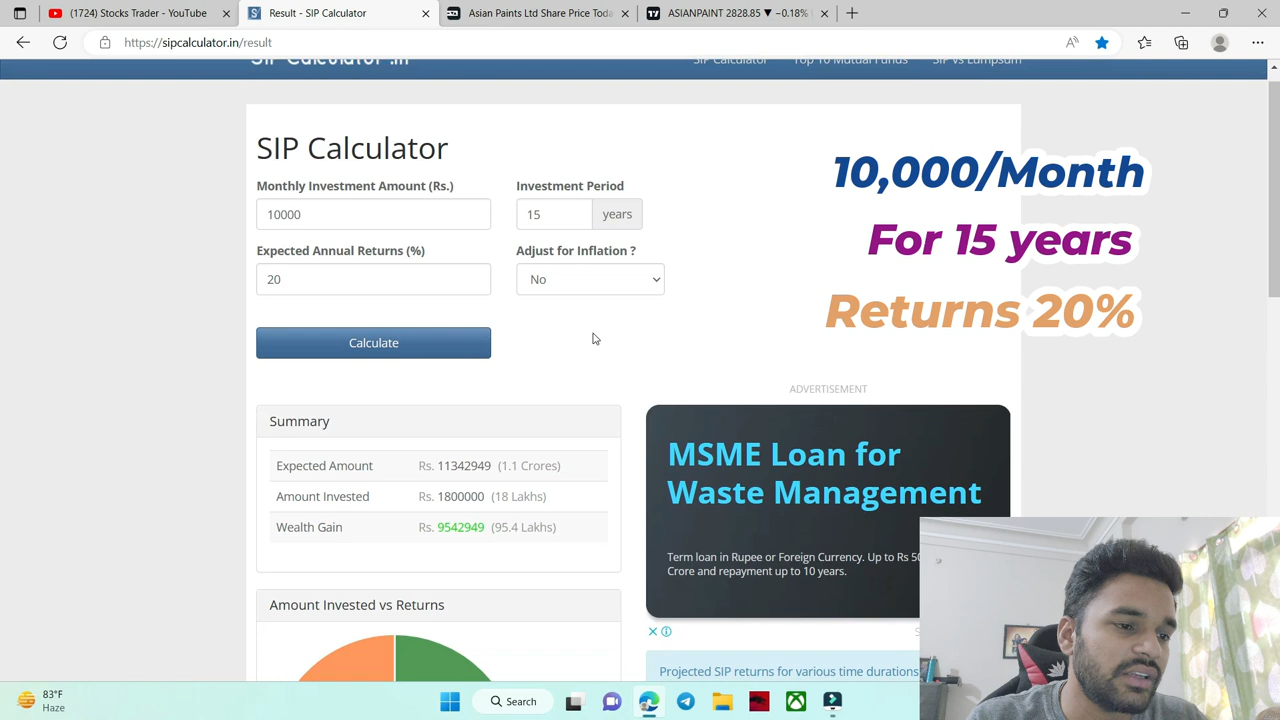 (1724) Stocks Trader - YouTube
Result - SIP Calculator
Asian Paints Ltd Share Price Toda
ASIANPAINT 2828.05 ▼ −0.18%
https://sipcalculator.in/result
SIP Calculator .in
SIP Calculator
Top 10 Mutual Funds
SIP vs Lumpsum
SIP Calculator
Monthly Investment Amount (Rs.)
Investment Period
10000
15
years
Expected Annual Returns (%)
Adjust for Inflation ?
20
No
Calculate
10,000/Month
For 15 years
Returns 20%
Summary
Expected Amount Rs. 11342949 (1.1 Crores)
Amount Invested Rs. 1800000 (18 Lakhs)
Wealth Gain Rs. 9542949 (95.4 Lakhs)
Amount Invested vs Returns
ADVERTISEMENT
MSME Loan for
Waste Management
Term loan in Rupee or Foreign Currency. Up to Rs 50
Crore and repayment up to 10 years.
Projected SIP returns for various time durations
83°F
Haze
Search